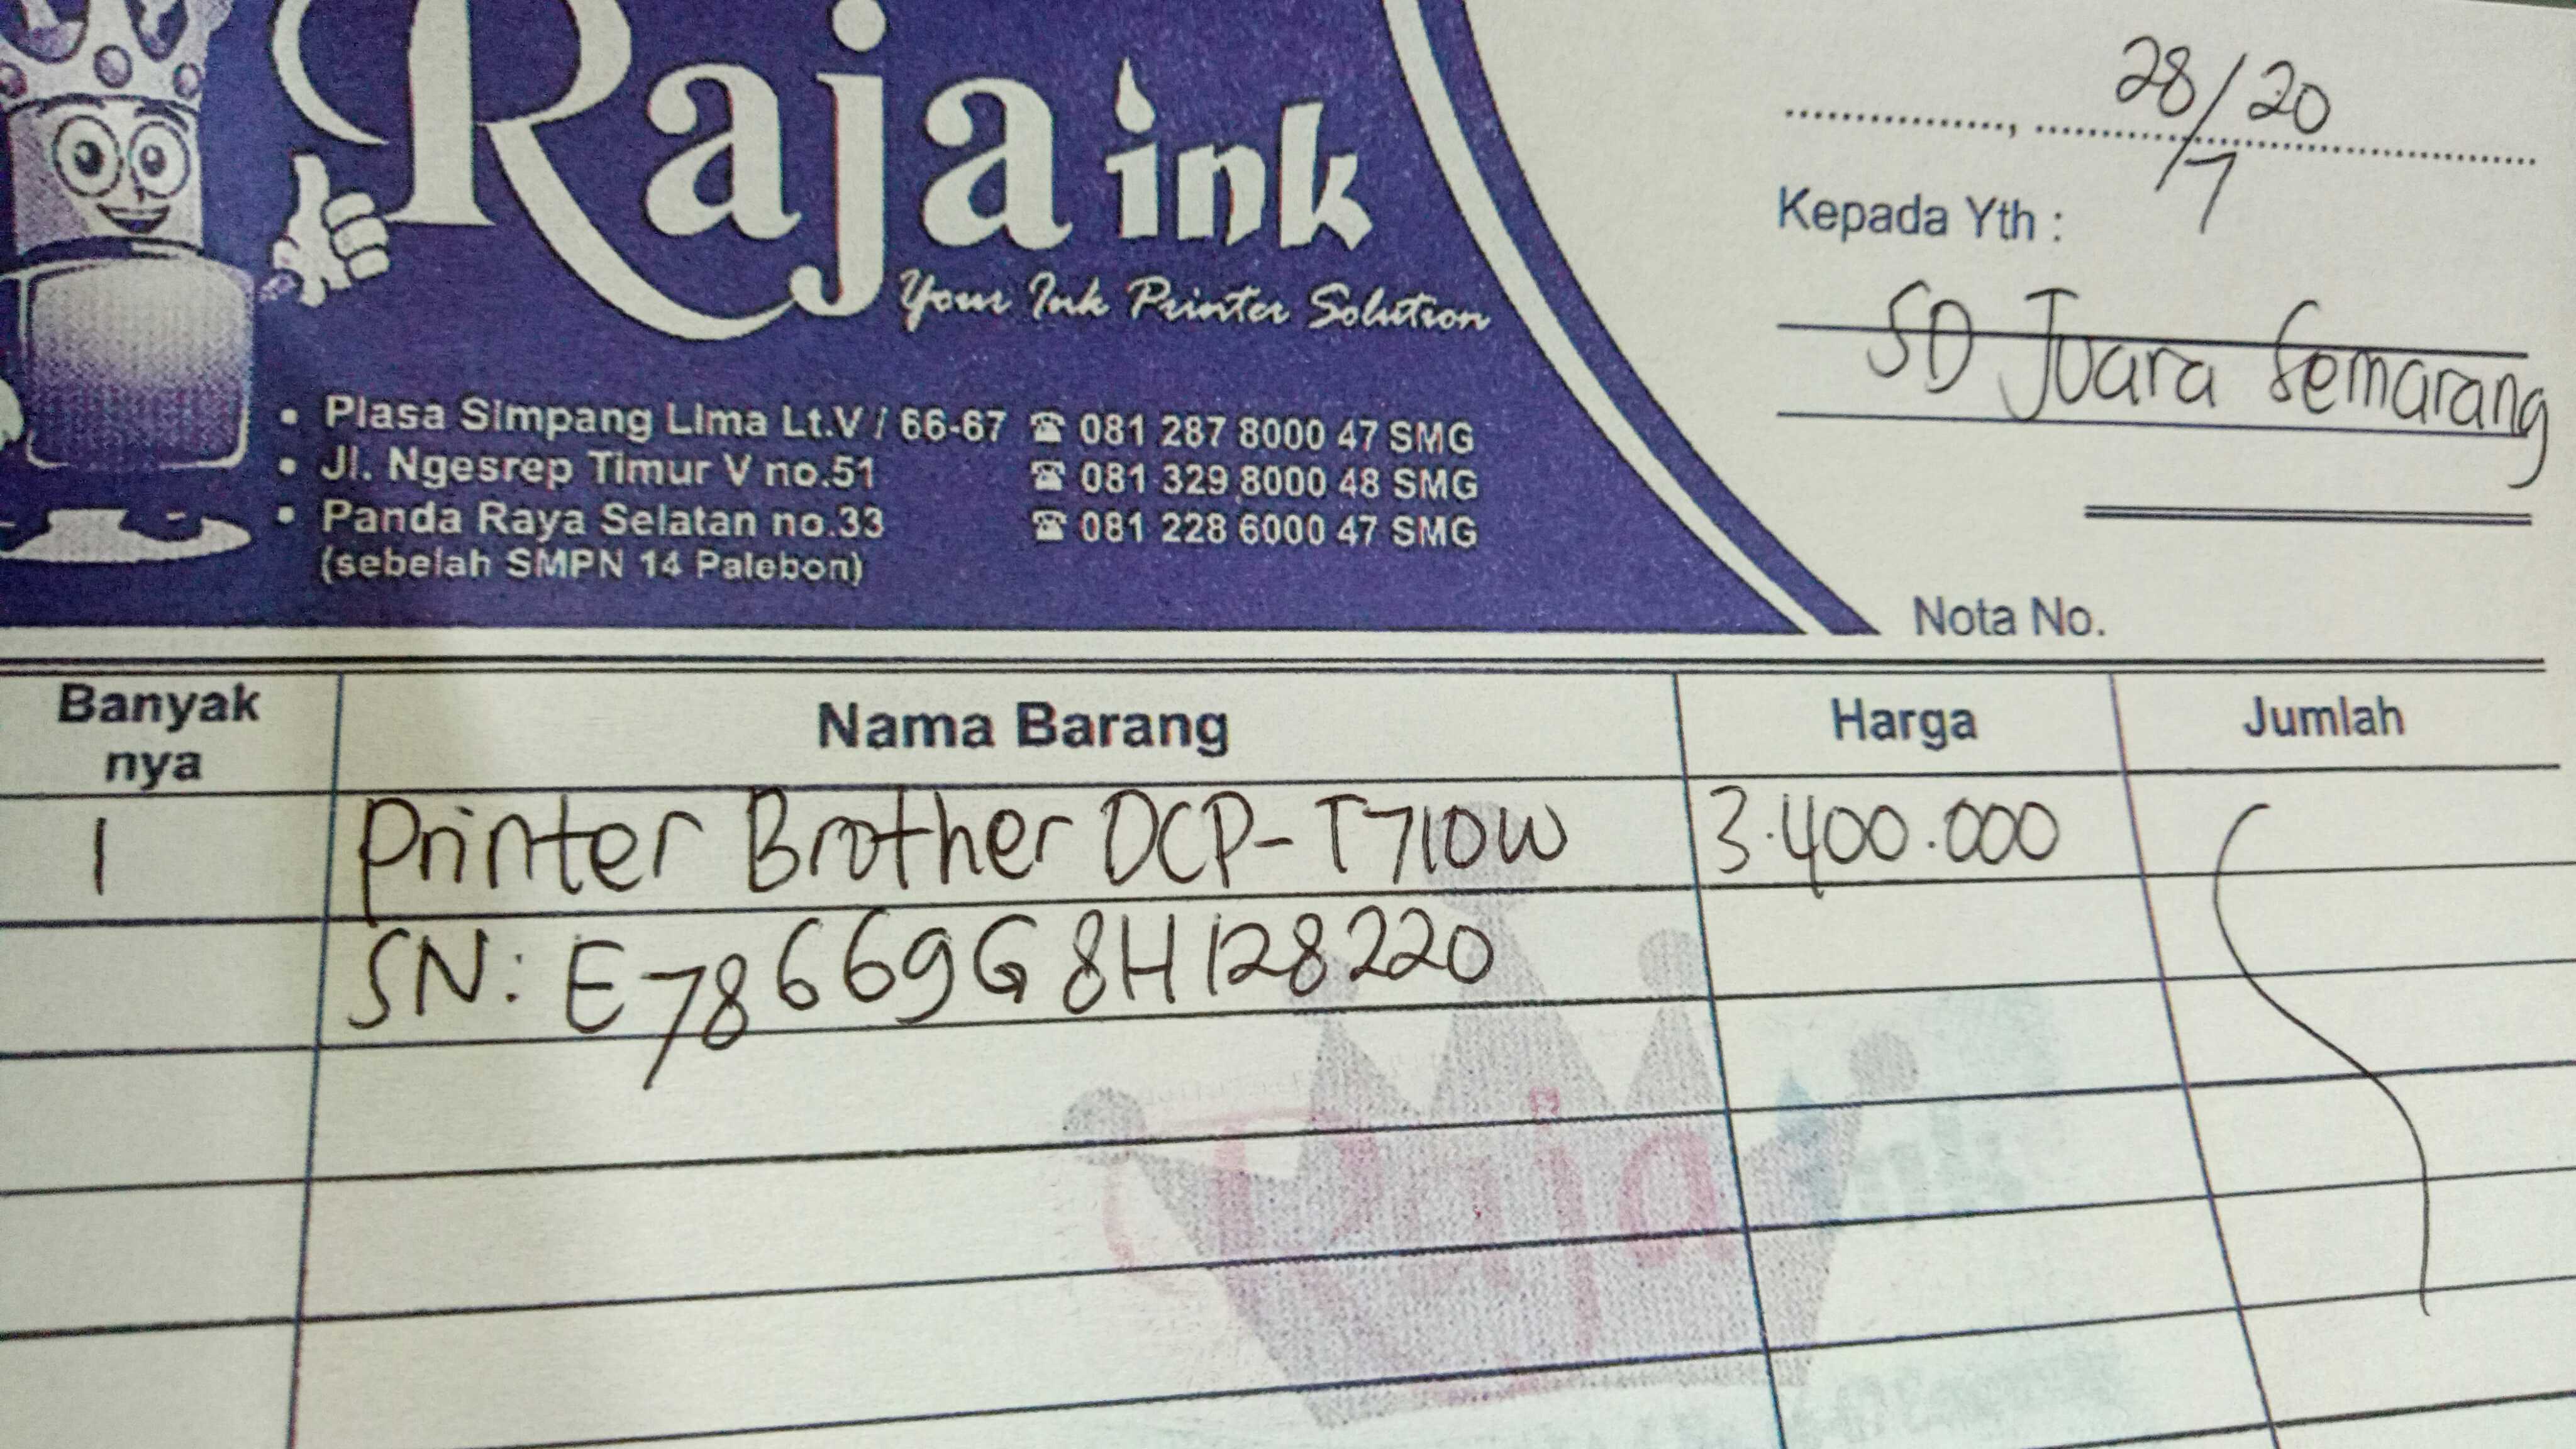 Raja ink
Your Ink Printer Solution
• Plasa Simpang Lima Lt.V / 66-67 ☎ 081 287 8000 47 SMG
• Jl. Ngesrep Timur V no.51 ☎ 081 329 8000 48 SMG
• Panda Raya Selatan no.33 ☎ 081 228 6000 47 SMG
(sebelah SMPN 14 Palebon)
28/7 20
Kepada Yth :
SD Juara Semarang
Nota No.
Banyak nya Nama Barang Harga Jumlah
1 Printer Brother DCP-T710W 3.400.000
SN: E78669G8H128220
Raja